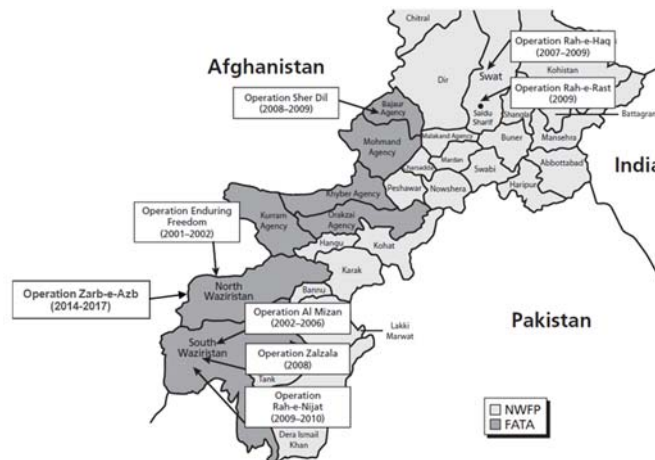 Chitral
Operation Rah-e-Haq
(2007–2009)
Afghanistan
Dir
Swat
Kohistan
Operation Rah-e-Rast
(2009)
Operation Sher Dil
(2008–2009)
Bajaur
Agency
Saidu
Sharif
Shangla
Battagram
Mohmand
Agency
Malakand Agency
Buner
Mansehra
Mardan
Charsadda
Swabi
Abbottabad
India
Khyber Agency
Peshawar
Nowshera
Haripur
Operation Enduring
Freedom
(2001–2002)
Kurram
Agency
Orakzai
Agency
Hangu
Kohat
Karak
Operation Zarb-e-Azb
(2014-2017)
North
Waziristan
Bannu
Operation Al Mizan
(2002–2006)
Lakki
Marwat
Pakistan
South
Waziristan
Operation Zalzala
(2008)
Tank
Operation
Rah-e-Nijat
(2009–2010)
Dera Ismail
Khan
NWFP
FATA